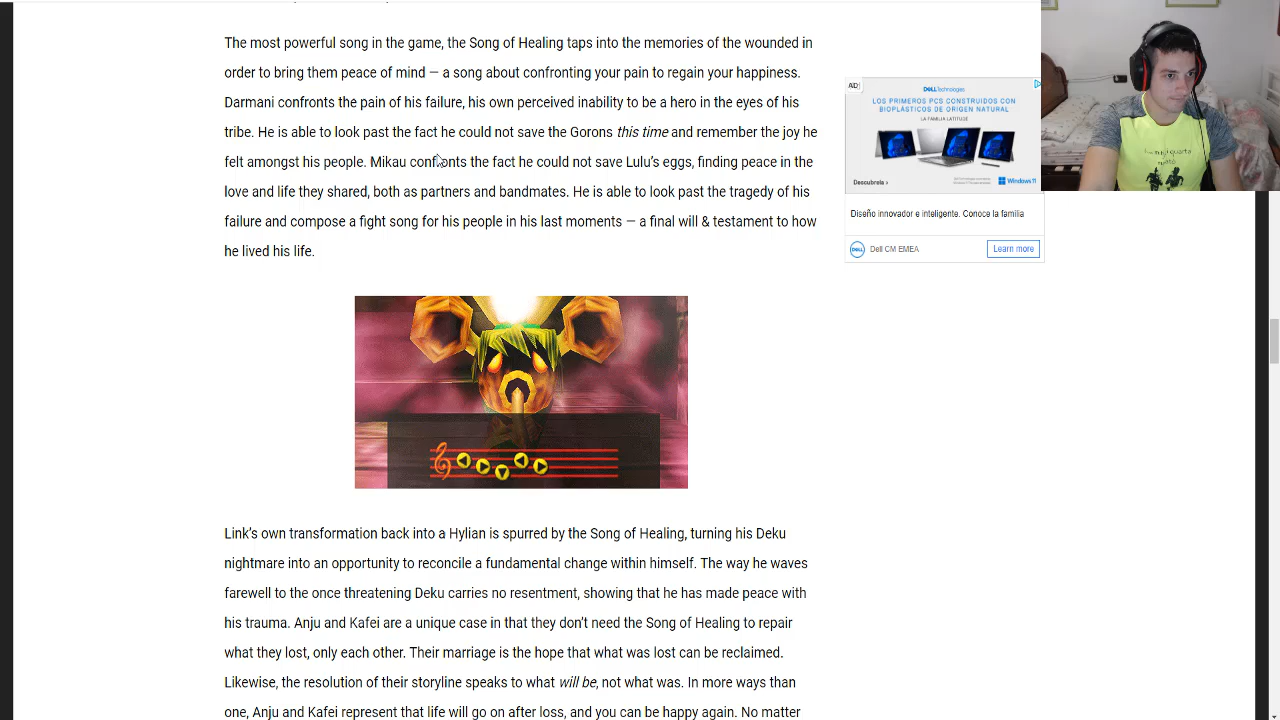 The most powerful song in the game, the Song of Healing taps into the memories of the wounded in
order to bring them peace of mind — a song about confronting your pain to regain your happiness.
Darmani confronts the pain of his failure, his own perceived inability to be a hero in the eyes of his
tribe. He is able to look past the fact he could not save the Gorons this time and remember the joy he
felt amongst his people. Mikau confronts the fact he could not save Lulu's eggs, finding peace in the
love and life they shared, both as partners and bandmates. He is able to look past the tragedy of his
failure and compose a fight song for his people in his last moments — a final will & testament to how
he lived his life.
AD
DELLTechnologies
LOS PRIMEROS PCS CONSTRUIDOS CON
BIOPLÁSTICOS DE ORIGEN NATURAL
LA FAMILIA LATITUDE
Descubrela >
Windows 11
Diseño innovador e inteligente. Conoce la familia
DELL
Dell CM EMEA
Learn more
Link's own transformation back into a Hylian is spurred by the Song of Healing, turning his Deku
nightmare into an opportunity to reconcile a fundamental change within himself. The way he waves
farewell to the once threatening Deku carries no resentment, showing that he has made peace with
his trauma. Anju and Kafei are a unique case in that they don't need the Song of Healing to repair
what they lost, only each other. Their marriage is the hope that what was lost can be reclaimed.
Likewise, the resolution of their storyline speaks to what will be, not what was. In more ways than
one, Anju and Kafei represent that life will go on after loss, and you can be happy again. No matter